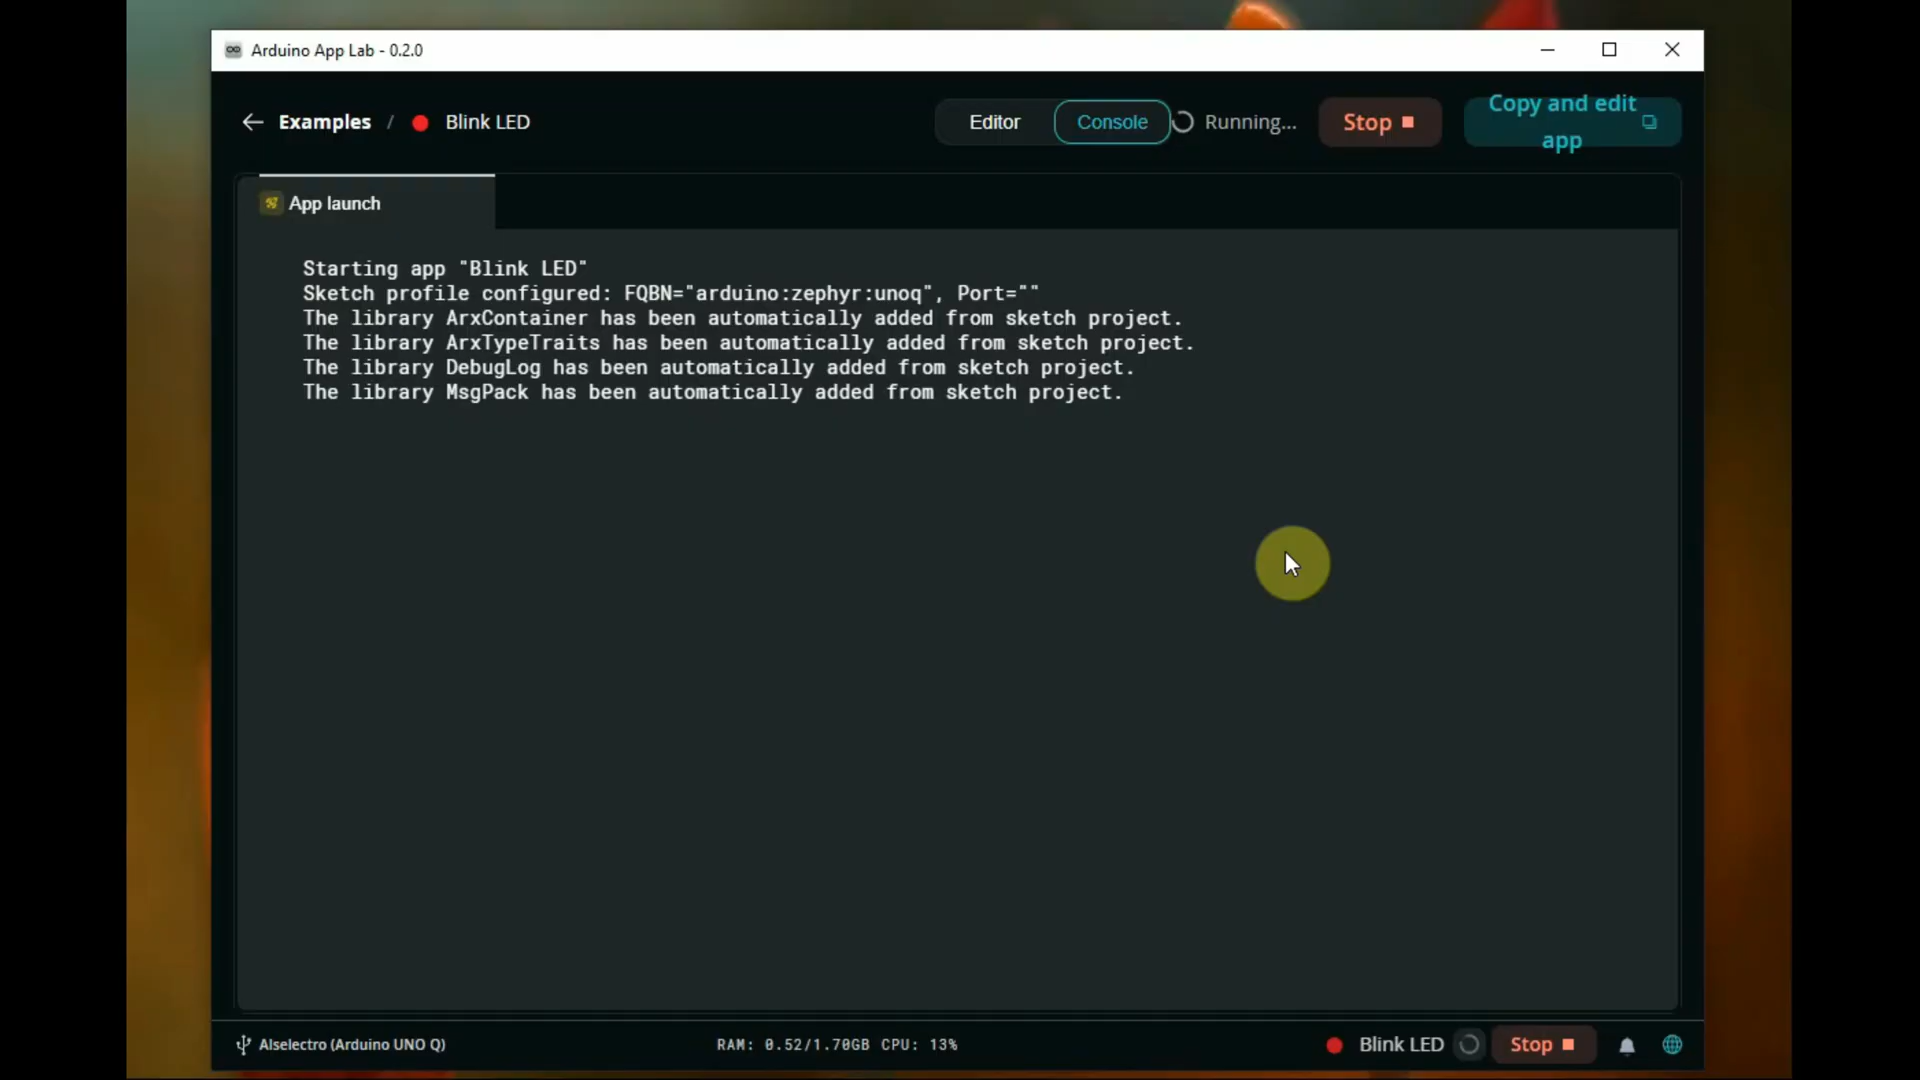 Arduino App Lab - 0.2.0
Examples / Blink LED
Editor
Console
Running...
Stop
Copy and edit
app
App launch
Starting app "Blink LED"
Sketch profile configured: FQBN="arduino:zephyr:unoq", Port=""
The library ArxContainer has been automatically added from sketch project.
The library ArxTypeTraits has been automatically added from sketch project.
The library DebugLog has been automatically added from sketch project.
The library MsgPack has been automatically added from sketch project.
Alselectro (Arduino UNO Q)
RAM: 0.52/1.70GB CPU: 13%
Blink LED
Stop